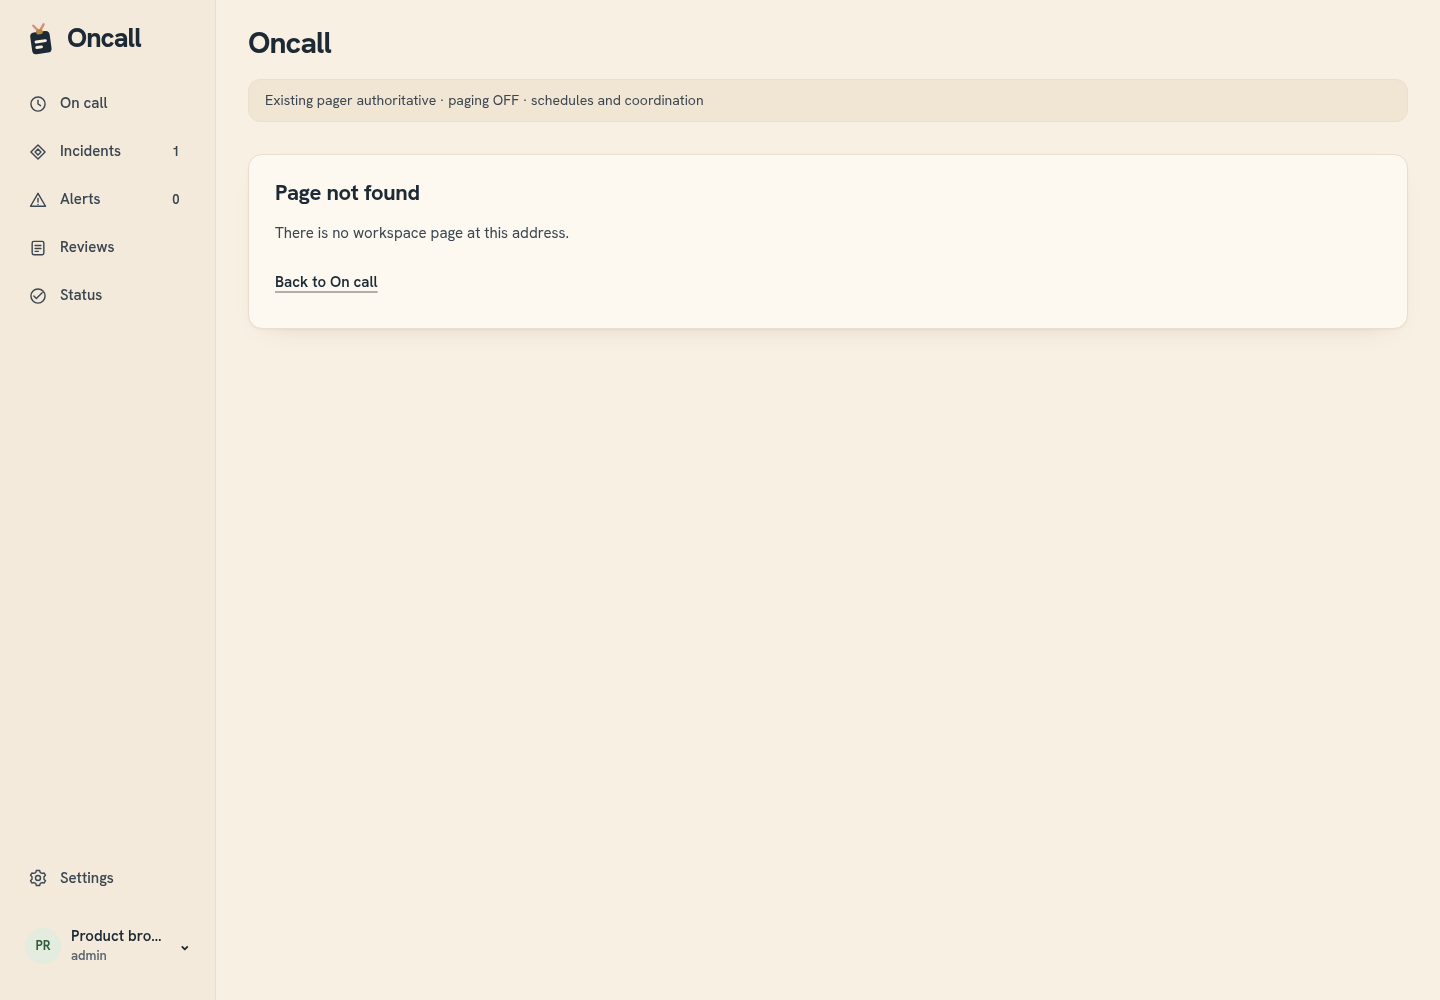 Oncall
On call
Incidents 1
Alerts 0
Reviews
Status
Settings
PR
Product bro...
admin
Oncall
Existing pager authoritative · paging OFF · schedules and coordination
Page not found
There is no workspace page at this address.
Back to On call